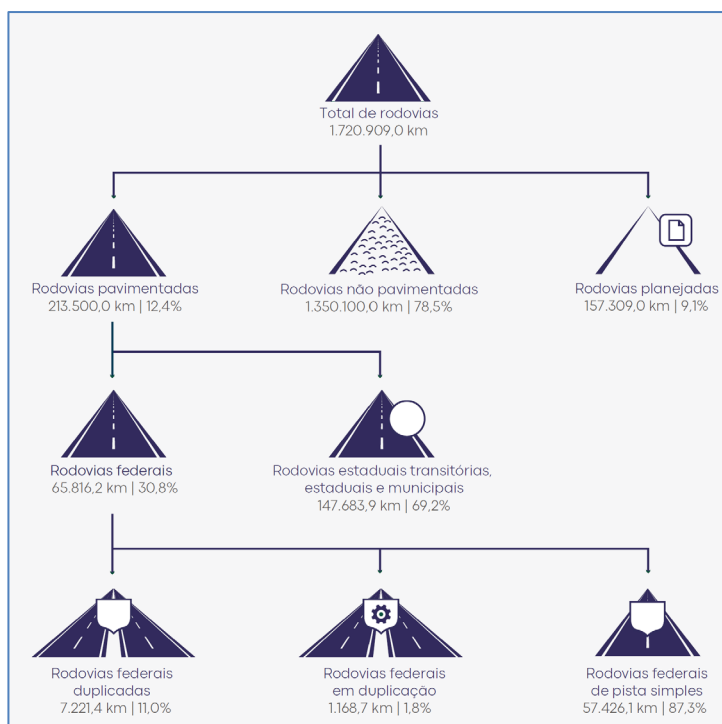 Total de rodovias
1.720.909,0 km
Rodovias pavimentadas
213.500,0 km | 12,4%
Rodovias não pavimentadas
1.350.100,0 km | 78,5%
Rodovias planejadas
157.309,0 km | 9,1%
Rodovias federais
65.816,2 km | 30,8%
Rodovias estaduais transitórias,
estaduais e municipais
147.683,9 km | 69,2%
Rodovias federais
duplicadas
7.221,4 km | 11,0%
Rodovias federais
em duplicação
1.168,7 km | 1,8%
Rodovias federais
de pista simples
57.426,1 km | 87,3%